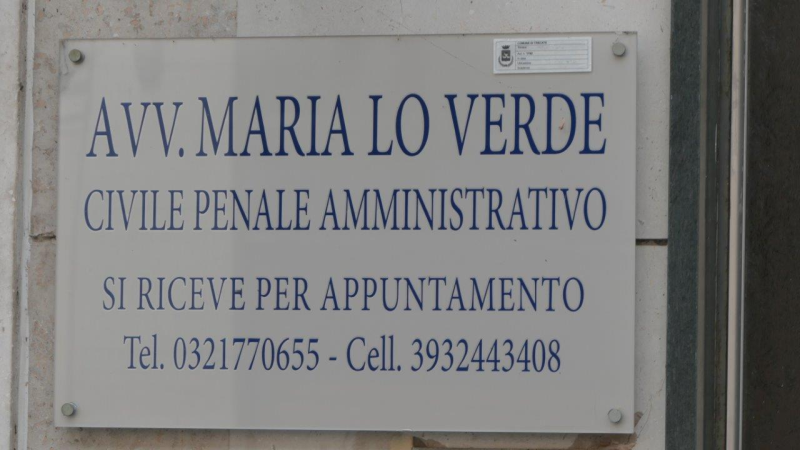 AVV. MARIA LO VERDE
CIVILE PENALE AMMINISTRATIVO
SI RICEVE PER APPUNTAMENTO
Tel. 0321770655 - Cell. 3932443408